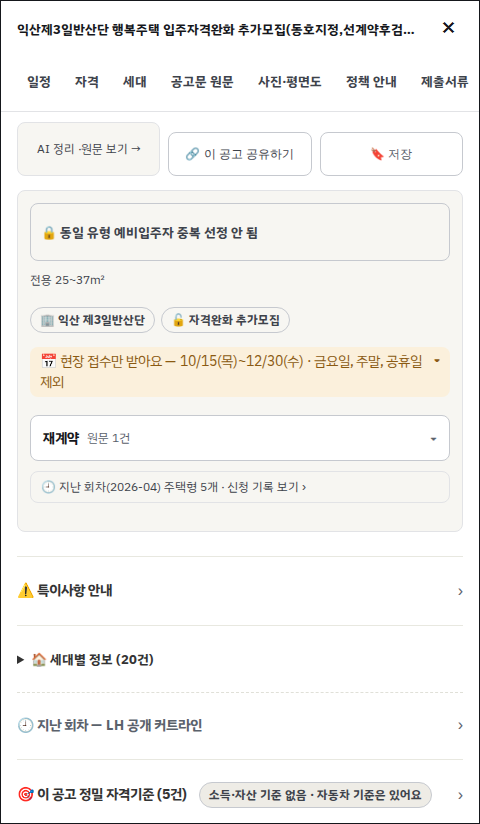 익산제3일반산단 행복주택 입주자격완화 추가모집(동호지정,선계약후검...
✕
일정 자격 세대 공고문 원문 사진·평면도 정책 안내 제출서류
AI 정리 ·원문 보기 →
🔗 이 공고 공유하기
🔖 저장
🔒 동일 유형 예비입주자 중복 선정 안 됨
전용 25~37m²
🏢 익산 제3일반산단
🔓 자격완화 추가모집
📅 현장 접수만 받아요 — 10/15(목)~12/30(수) · 금요일, 주말, 공휴일
제외
재계약 원문 1건
🕘 지난 회차(2026-04) 주택형 5개 · 신청 기록 보기 ›
⚠️ 특이사항 안내 ›
▶ 🏠 세대별 정보 (20건)
🕘 지난 회차 — LH 공개 커트라인 ›
🎯 이 공고 정밀 자격기준 (5건) 소득·자산 기준 없음 · 자동차 기준은 있어요 ›